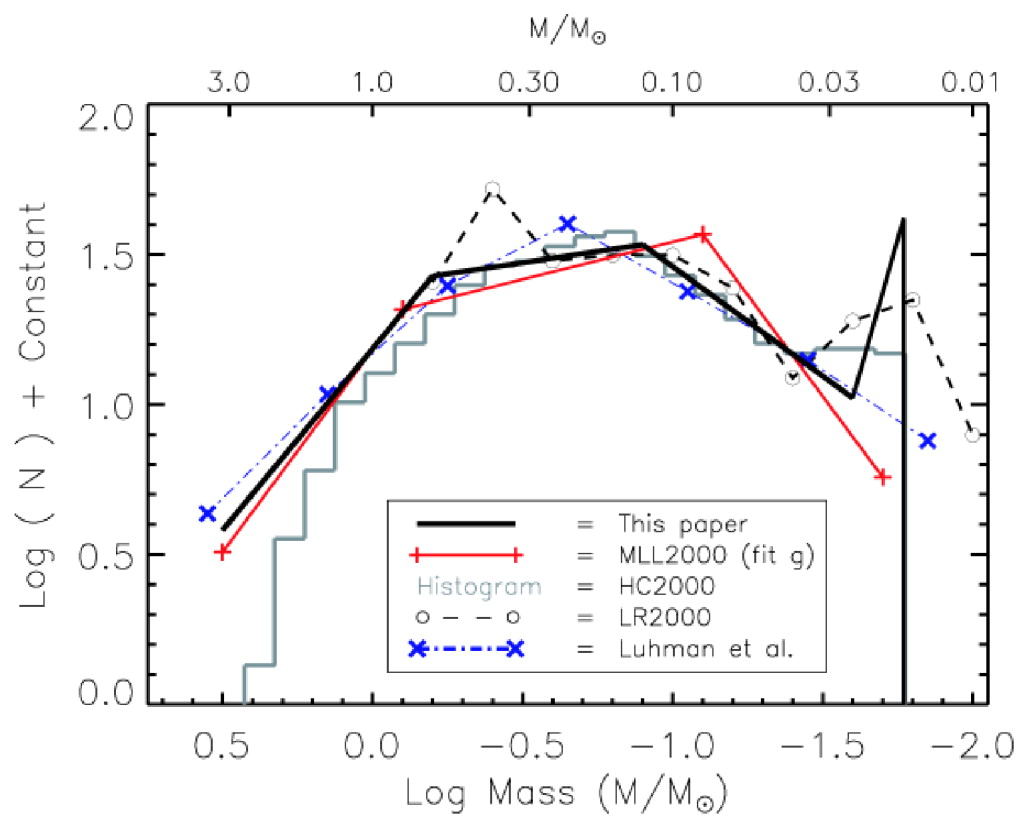 M/M☉
3.0 1.0 0.30 0.10 0.03 0.01
2.0
1.5
1.0
0.5
0.0
Log ( N ) + Constant
= This paper
= MLL2000 (fit g)
Histogram = HC2000
= LR2000
= Luhman et al.
0.5 0.0 −0.5 −1.0 −1.5 −2.0
Log Mass (M/M☉)